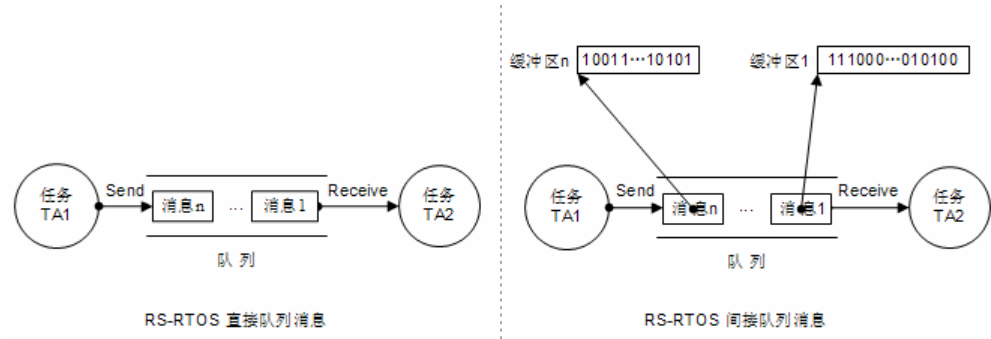 缓冲区n 10011…10101 缓冲区1 111000…010100
任务
TA1 Send 消息n … 消息1 Receive 任务
TA2
队 列
RS-RTOS 直接队列消息
任务
TA1 Send 消息n … 消息1 Receive 任务
TA2
队 列
RS-RTOS 间接队列消息